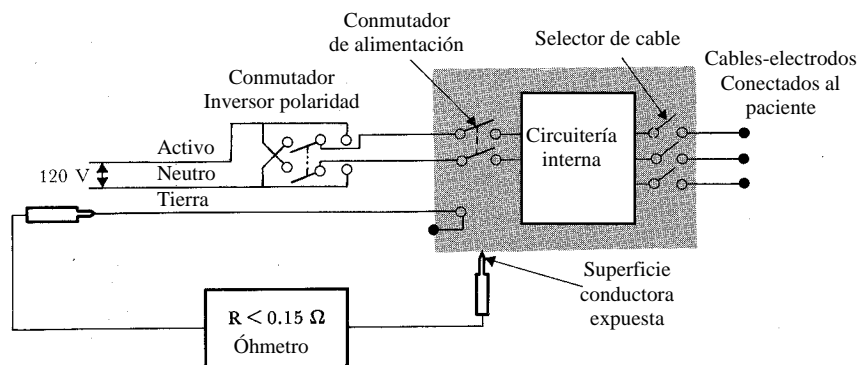 Conmutador
de alimentación
Selector de cable
Cables-electrodos
Conectados al
paciente
Conmutador
Inversor polaridad
Activo
Neutro
Tierra
120 V
Circuitería
interna
Superficie
conductora
expuesta
R < 0.15 Ω
Óhmetro